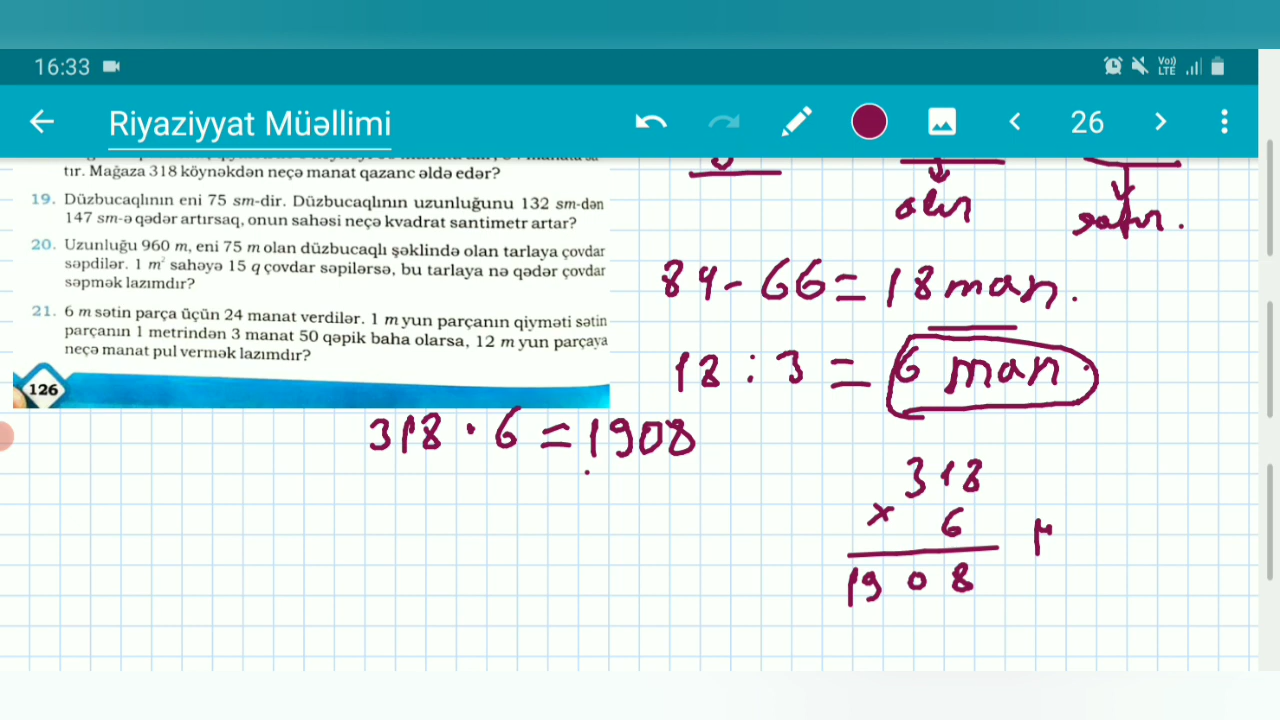 16:33
Vo)) LTE
Riyaziyyat Müəllimi
26
tır. Mağaza 318 köynəkdən neçə manat qazanc əldə edər?
19. Düzbucaqlının eni 75 sm-dir. Düzbucaqlının uzunluğunu 132 sm-dən
147 sm-ə qədər artırsaq, onun sahəsi neçə kvadrat santimetr artar?
20. Uzunluğu 960 m, eni 75 m olan düzbucaqlı şəklində olan tarlaya çovdar
səpdilər. 1 m² sahəyə 15 q çovdar səpilərsə, bu tarlaya nə qədər çovdar
səpmək lazımdır?
21. 6 m sətin parça üçün 24 manat verdilər. 1 m yun parçanın qiyməti sətin
parçanın 1 metrindən 3 manat 50 qəpik baha olarsa, 12 m yun parçaya
neçə manat pul vermək lazımdır?
126
alır
satır.
84 - 66 = 18 man.
18 : 3 = 6 man.
318 · 6 = 1908
318
× 6
1908